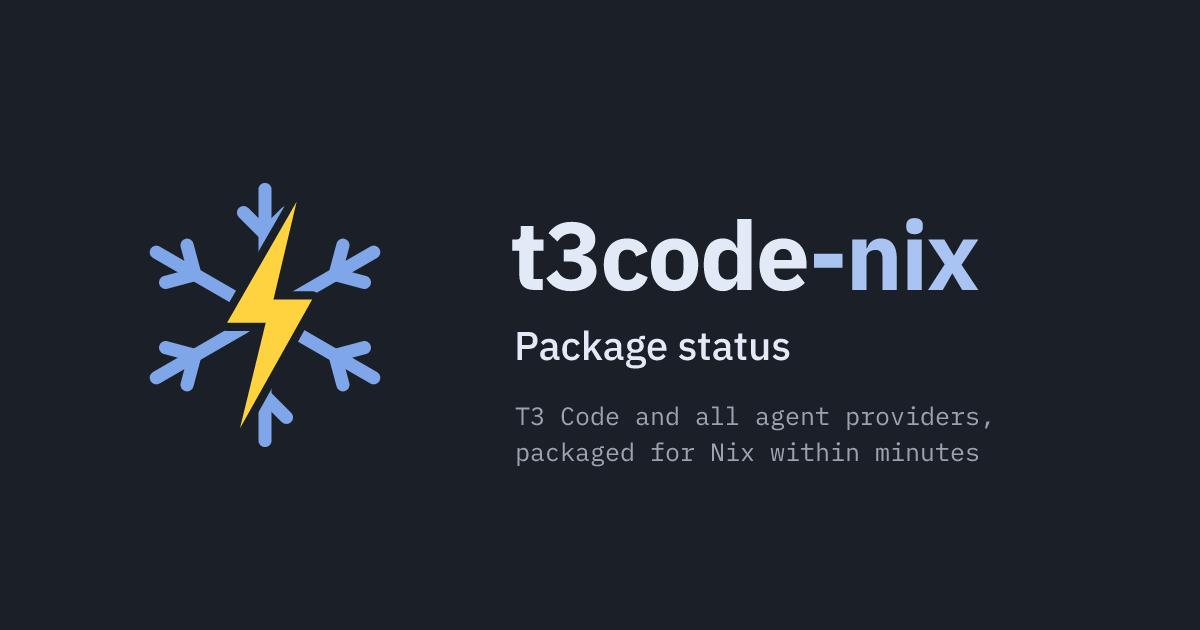 t3code-nix
Package status
T3 Code and all agent providers,
packaged for Nix within minutes